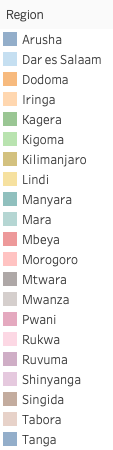 Region
Arusha
Dar es Salaam
Dodoma
Iringa
Kagera
Kigoma
Kilimanjaro
Lindi
Manyara
Mara
Mbeya
Morogoro
Mtwara
Mwanza
Pwani
Rukwa
Ruvuma
Shinyanga
Singida
Tabora
Tanga